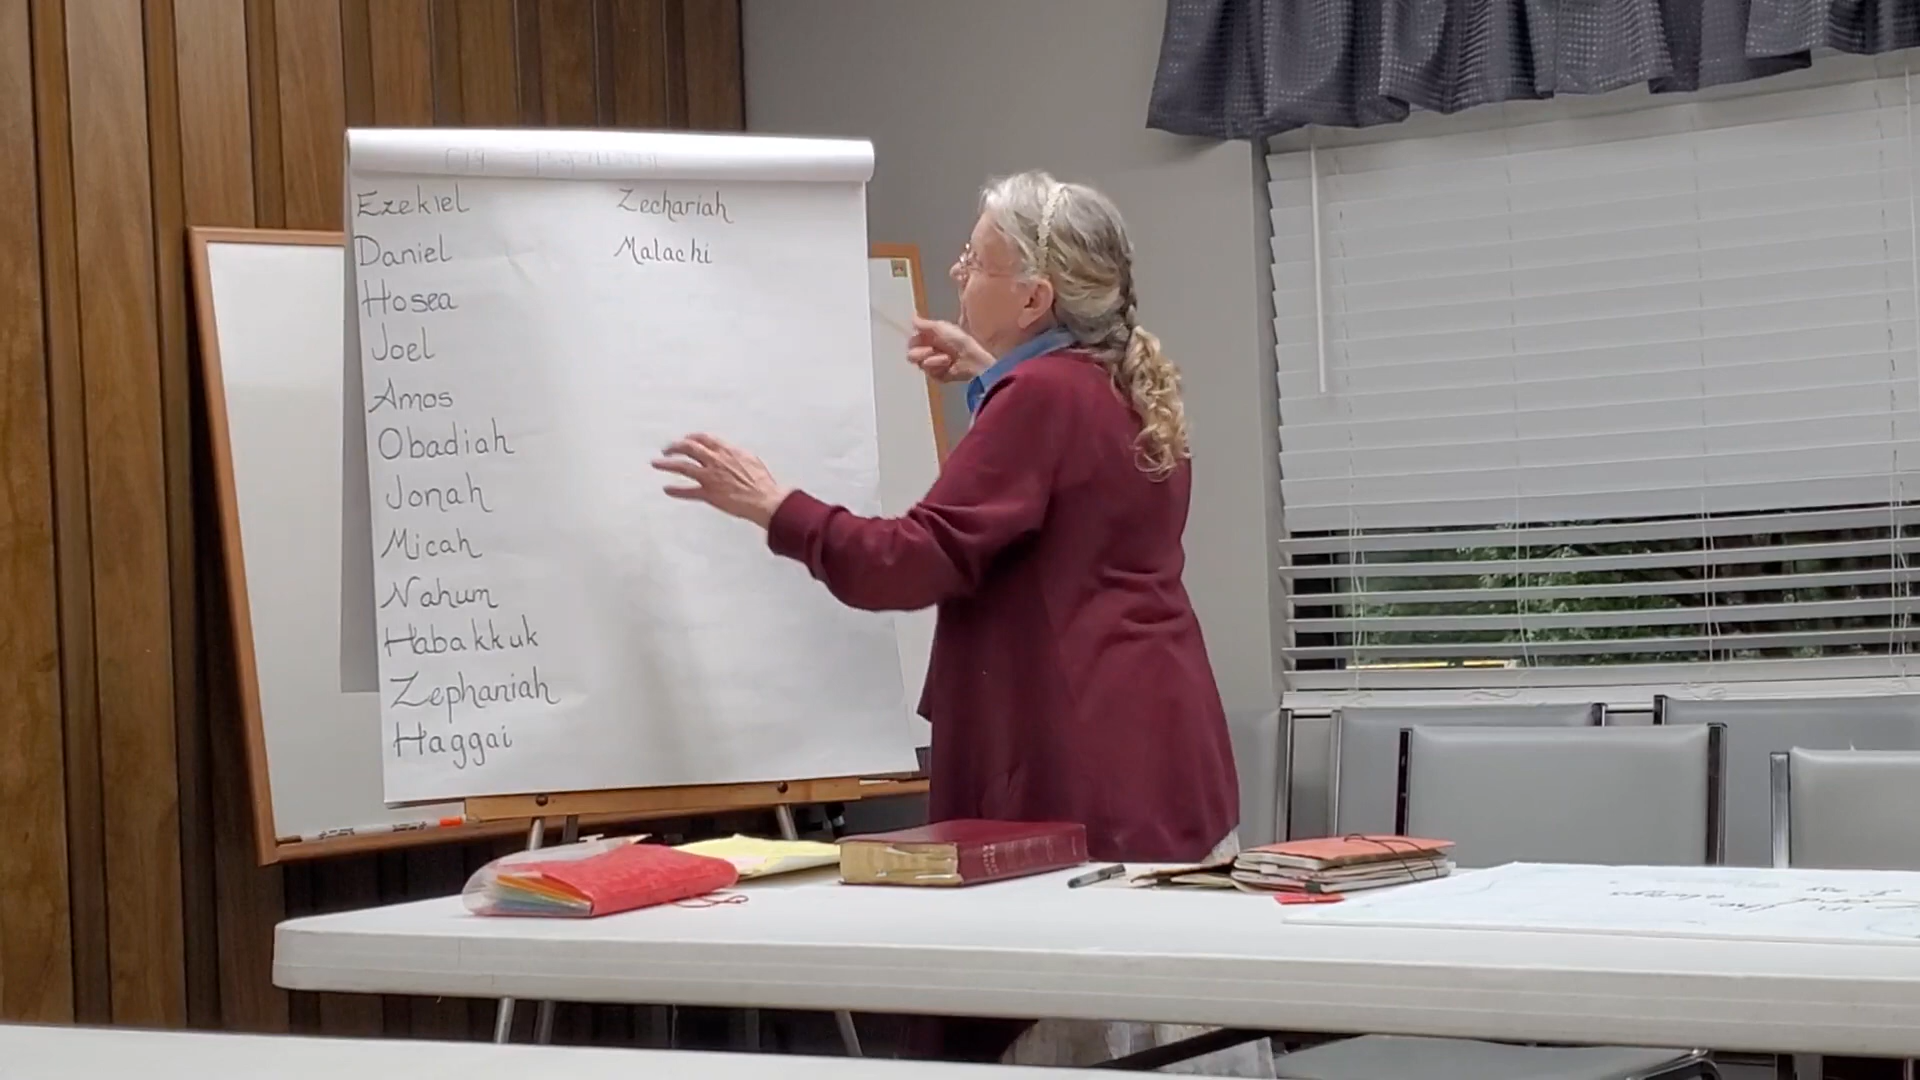 Ezekiel
Daniel
Hosea
Joel
Amos
Obadiah
Jonah
Micah
Nahum
Habakkuk
Zephaniah
Haggai
Zechariah
Malachi